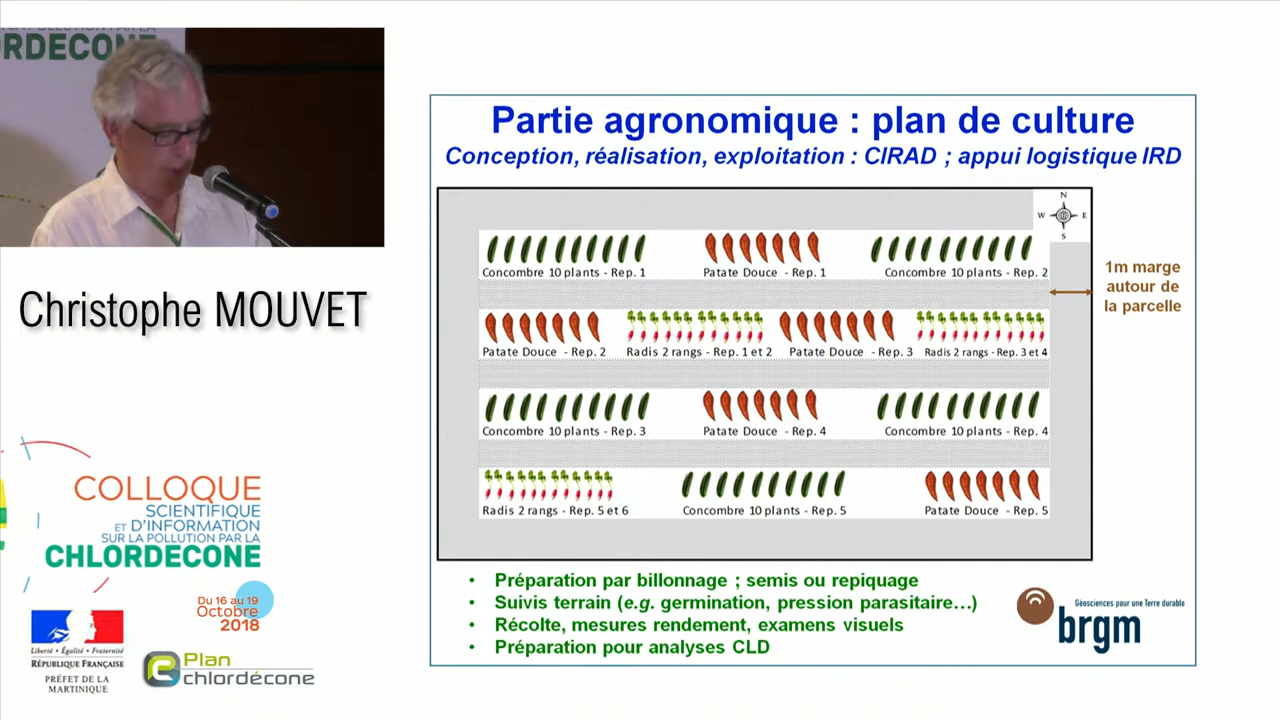 RDECONE
Christophe MOUVET
COLLOQUE
SCIENTIFIQUE
ET D'INFORMATION
SUR LA POLLUTION PAR LA
CHLORDECONE
Du 16 au 19
Octobre
2018
Liberté • Égalité • Fraternité
RÉPUBLIQUE FRANÇAISE
PRÉFET DE LA
MARTINIQUE
Plan
chlordécone
Partie agronomique : plan de culture
Conception, réalisation, exploitation : CIRAD ; appui logistique IRD
N
W E
S
Concombre 10 plants - Rep. 1 Patate Douce - Rep. 1 Concombre 10 plants - Rep. 2
1m marge
autour de
la parcelle
Patate Douce - Rep. 2 Radis 2 rangs - Rep. 1 et 2 Patate Douce - Rep. 3 Radis 2 rangs - Rep. 3 et 4
Concombre 10 plants - Rep. 3 Patate Douce - Rep. 4 Concombre 10 plants - Rep. 4
Radis 2 rangs - Rep. 5 et 6 Concombre 10 plants - Rep. 5 Patate Douce - Rep. 5
• Préparation par billonnage ; semis ou repiquage
• Suivis terrain (e.g. germination, pression parasitaire…)
• Récolte, mesures rendement, examens visuels
• Préparation pour analyses CLD
Géosciences pour une Terre durable
brgm